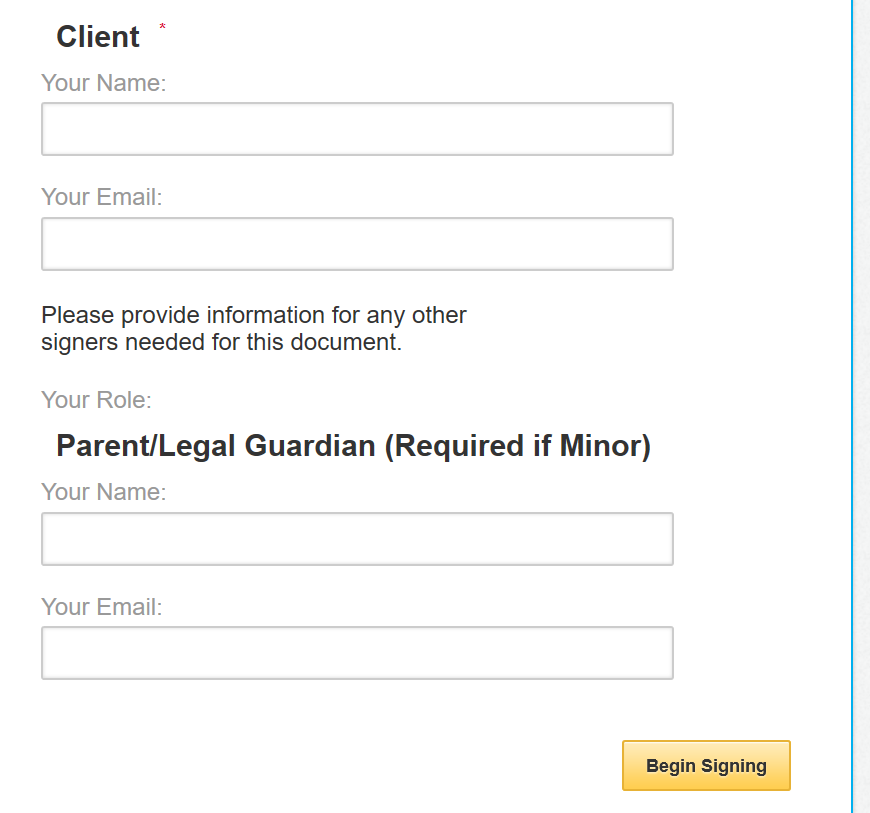 Client *
Your Name:
Your Email:
Please provide information for any other
signers needed for this document.
Your Role:
Parent/Legal Guardian (Required if Minor)
Your Name:
Your Email:
Begin Signing